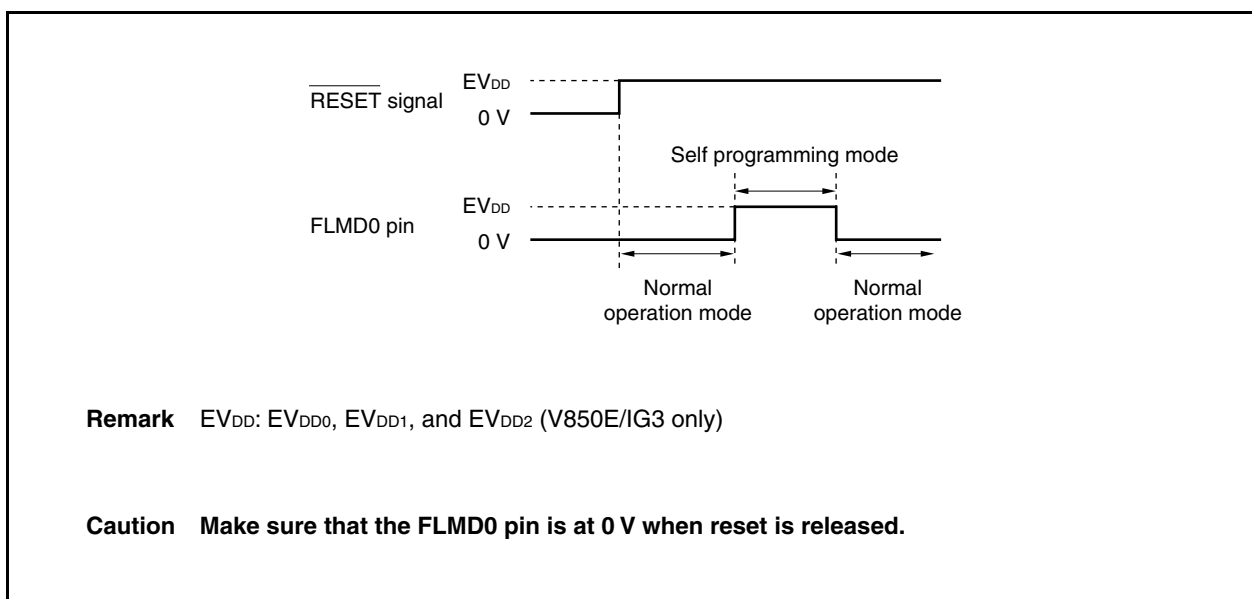 RESET signal
EVDD
0 V
Self programming mode
FLMD0 pin
EVDD
0 V
Normal operation mode
Normal operation mode
Remark EVDD: EVDD0, EVDD1, and EVDD2 (V850E/IG3 only)
Caution Make sure that the FLMD0 pin is at 0 V when reset is released.